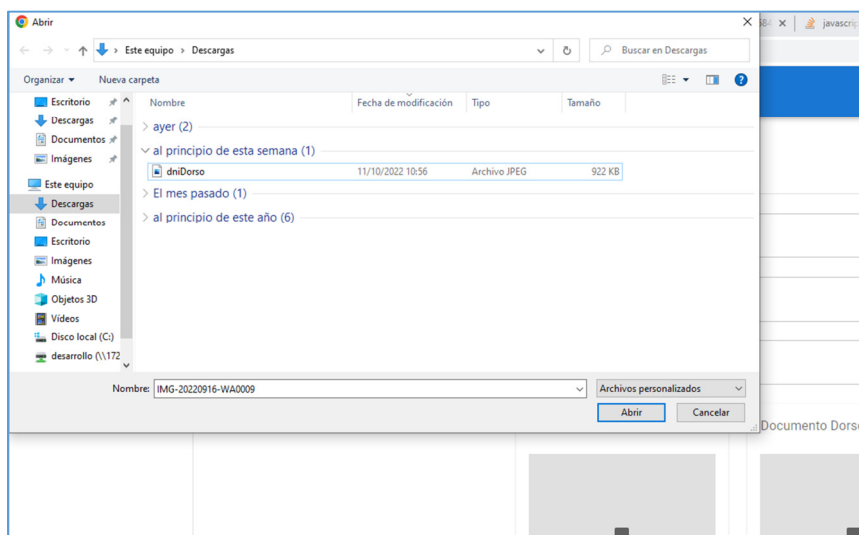 Abrir
684
javascrip
Este equipo > Descargas
Buscar en Descargas
Organizar
Nueva carpeta
Escritorio
Descargas
Documentos
Imágenes
Este equipo
Descargas
Documentos
Escritorio
Imágenes
Música
Objetos 3D
Vídeos
Disco local (C:)
desarrollo (\\172
Nombre Fecha de modificación Tipo Tamaño
ayer (2)
al principio de esta semana (1)
dniDorso 11/10/2022 10:56 Archivo JPEG 922 KB
El mes pasado (1)
al principio de este año (6)
Nombre: IMG-20220916-WA0009
Archivos personalizados
Abrir
Cancelar
Documento Dorso